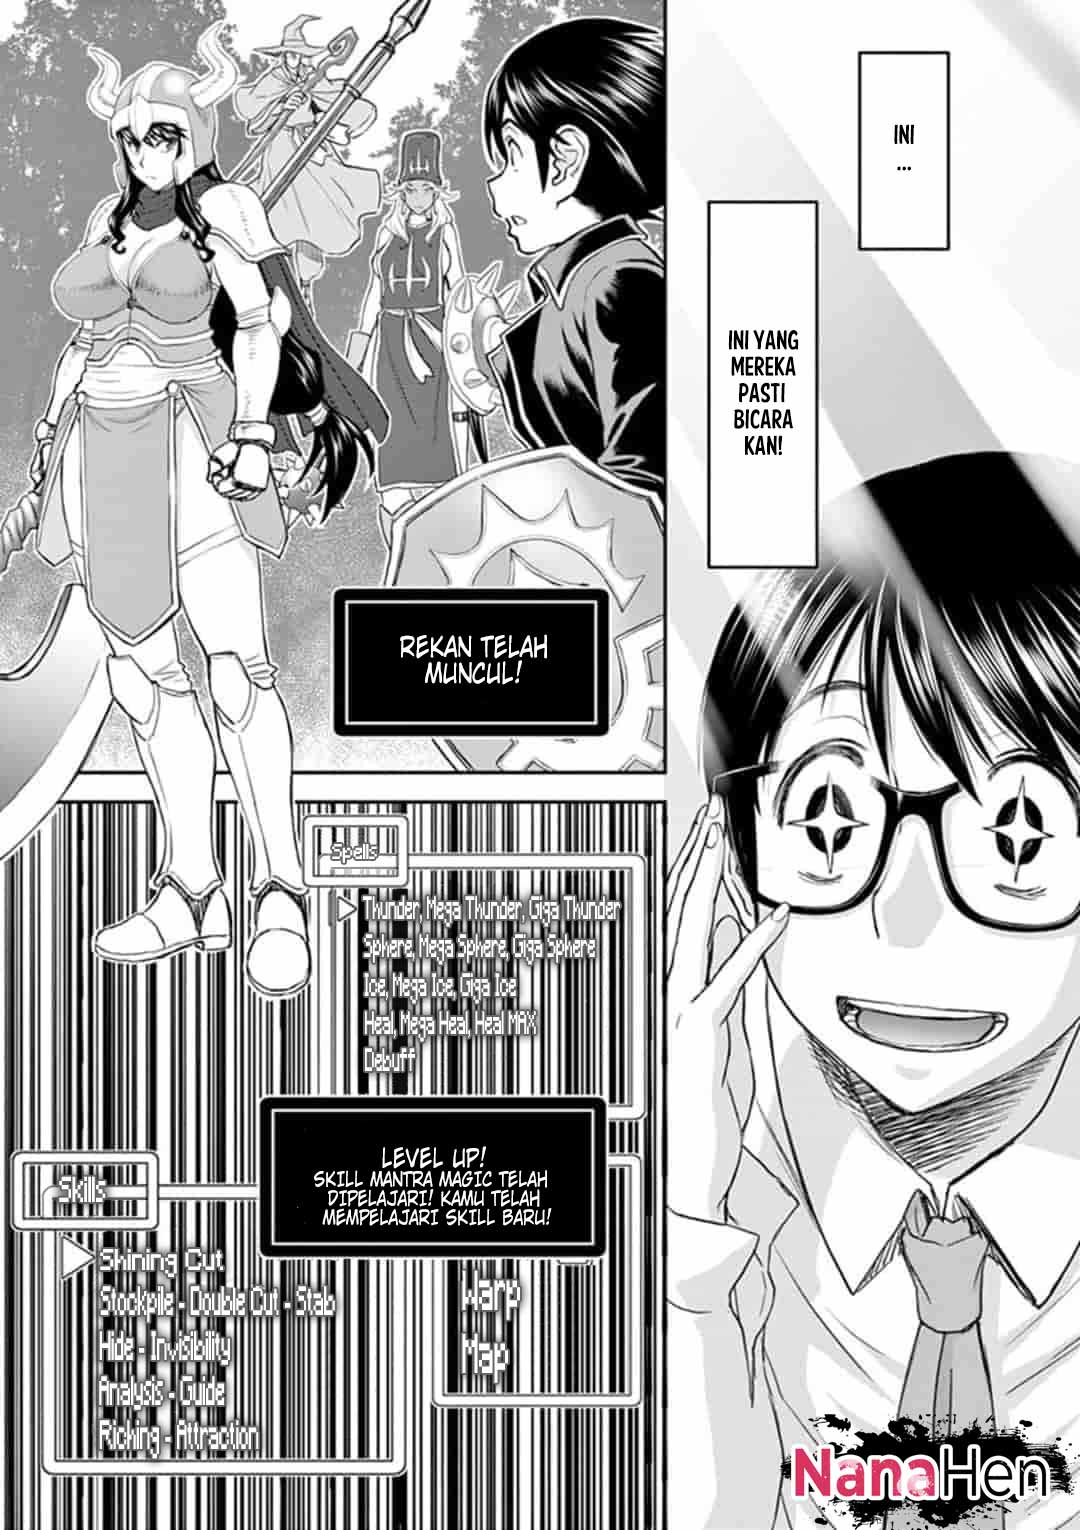 INI
...
INI YANG
MEREKA
PASTI
BICARA
KAN!
REKAN TELAH
MUNCUL!
Spells
Thunder, Mega Thunder, Giga Thunder
Sphere, Mega Sphere, Giga Sphere
Ice, Mega Ice, Giga Ice
Heal, Mega Heal, Heal MAX
Debuff
LEVEL UP!
SKILL MANTRA MAGIC TELAH
DIPELAJARI! KAMU TELAH
MEMPELAJARI SKILL BARU!
Skills
Shining Cut
Stockpile - Double Cut - Stab
Hide - Invisibility
Analysis - Guide
Ricking - Attraction
Warp
Map
NanaHen